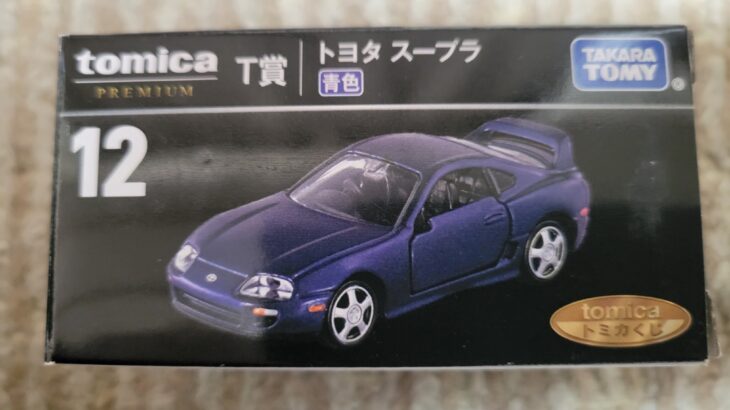 tomica
PREMIUM
T賞
トヨタ スープラ
青色
TAKARA
TOMY
®
12
tomica
トミカくじ